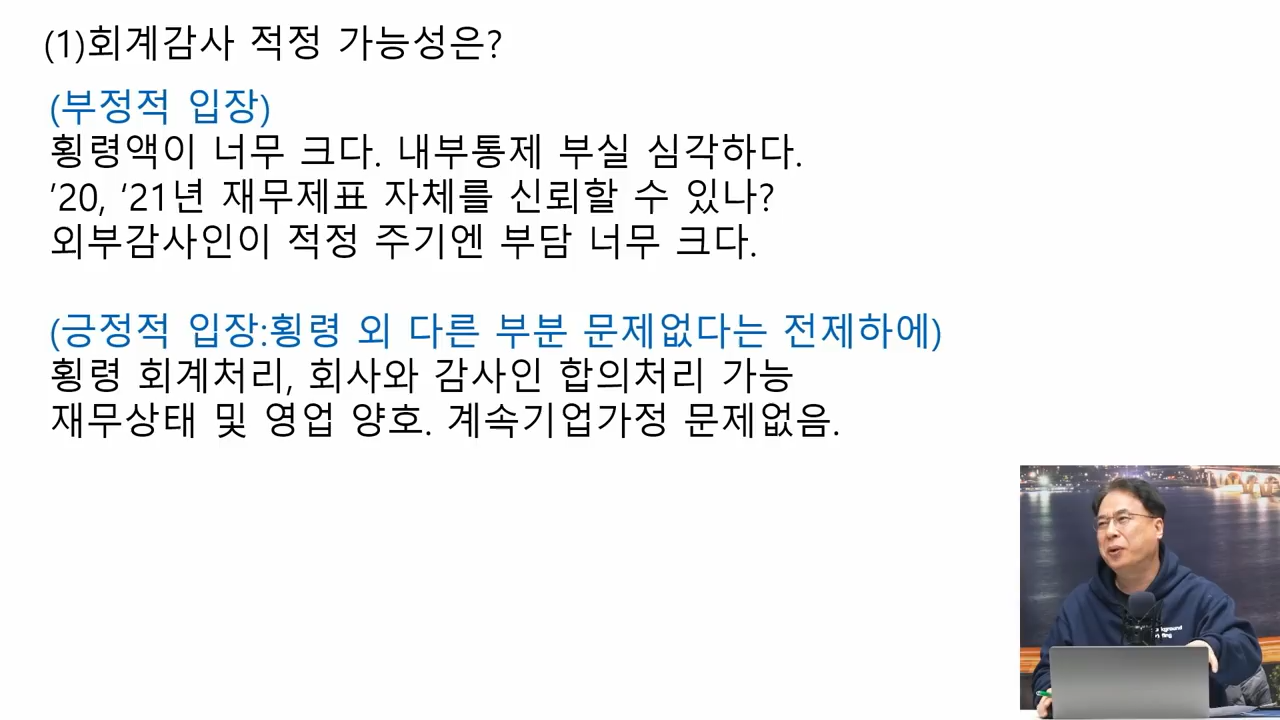 (1)회계감사 적정 가능성은?
(부정적 입장)
횡령액이 너무 크다. 내부통제 부실 심각하다.
’20, ‘21년 재무제표 자체를 신뢰할 수 있나?
외부감사인이 적정 주기엔 부담 너무 크다.
(긍정적 입장:횡령 외 다른 부분 문제없다는 전제하에)
횡령 회계처리, 회사와 감사인 합의처리 가능
재무상태 및 영업 양호. 계속기업가정 문제없음.